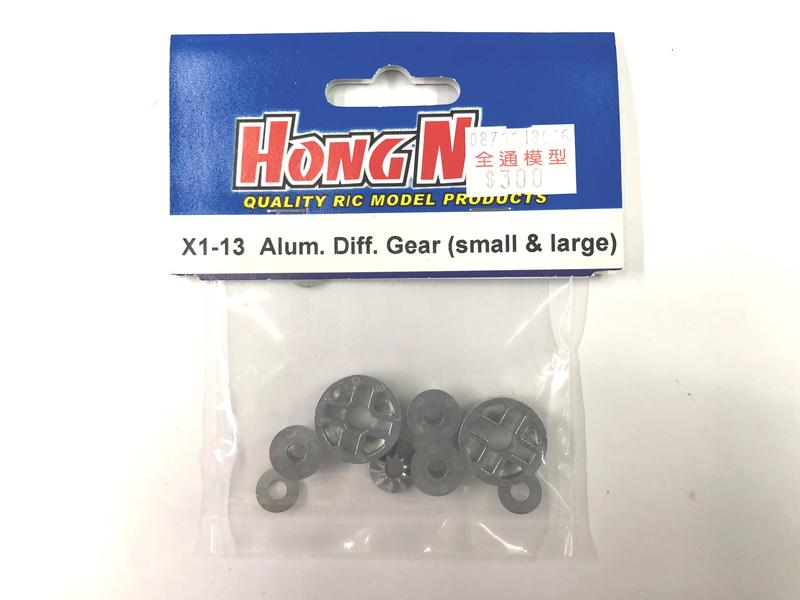 HONG N
全通模型
$300
QUALITY R/C MODEL PRODUCTS
X1-13 Alum. Diff. Gear (small & large)